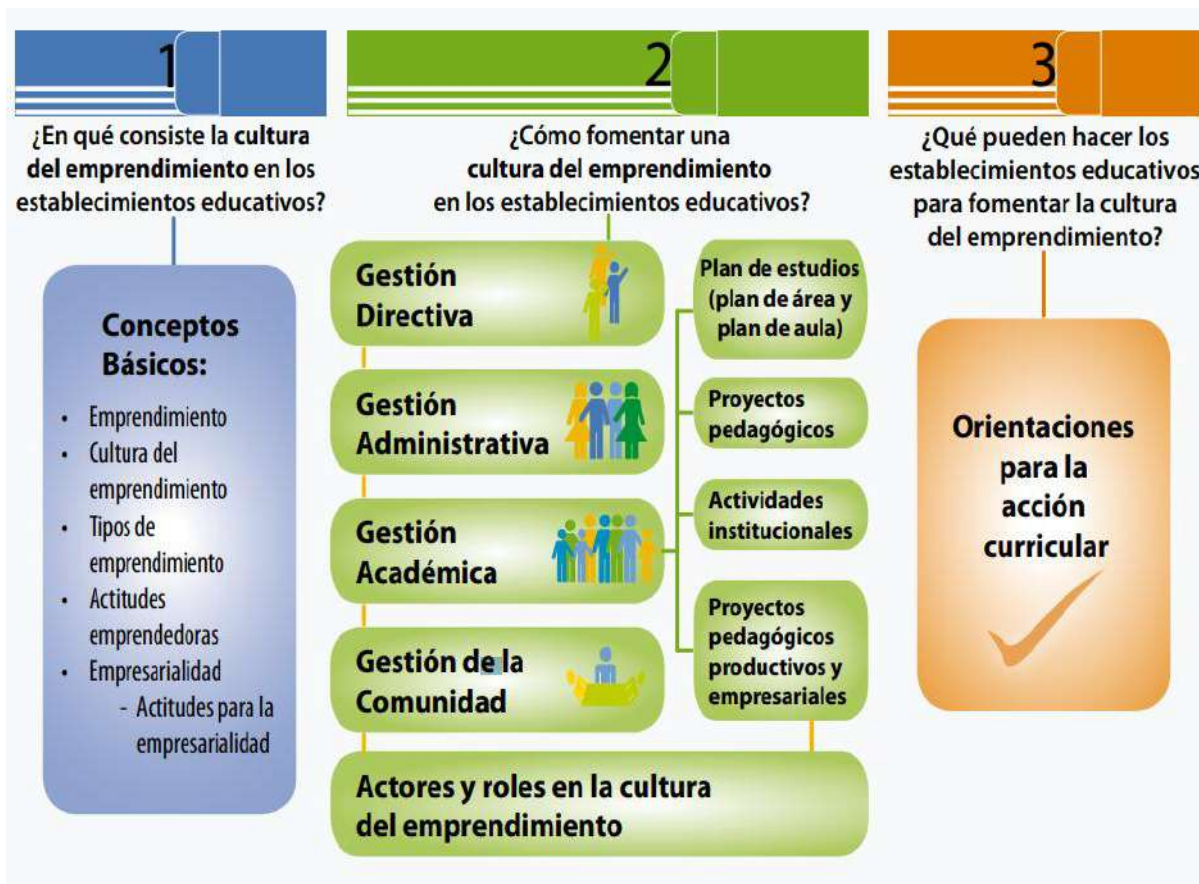 1
¿En qué consiste la cultura
del emprendimiento en los
establecimientos educativos?
Conceptos
Básicos:
• Emprendimiento
• Cultura del
emprendimiento
• Tipos de
emprendimiento
• Actitudes
emprendedoras
• Empresarialidad
- Actitudes para la
empresarialidad
2
¿Cómo fomentar una
cultura del emprendimiento
en los establecimientos educativos?
Gestión
Directiva
Gestión
Administrativa
Gestión
Académica
Gestión de la
Comunidad
Plan de estudios
(plan de área y
plan de aula)
Proyectos
pedagógicos
Actividades
institucionales
Proyectos
pedagógicos
productivos y
empresariales
Actores y roles en la cultura
del emprendimiento
3
¿Qué pueden hacer los
establecimientos educativos
para fomentar la cultura
del emprendimiento?
Orientaciones
para la
acción
curricular